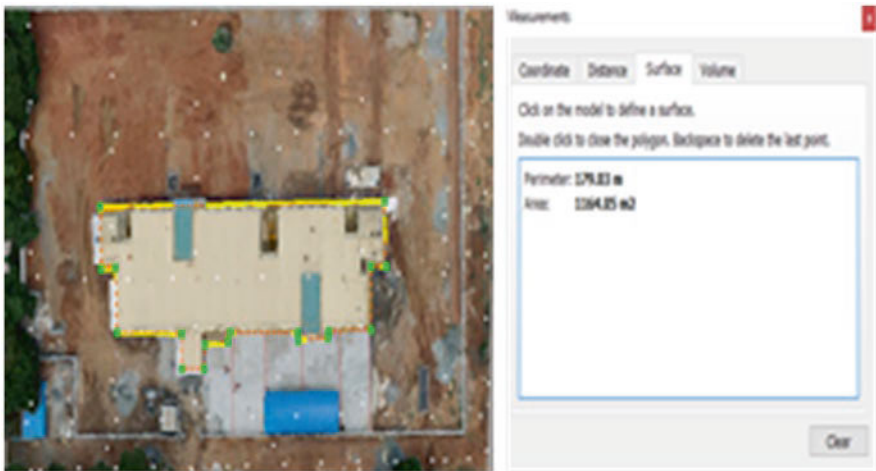 Measurements
Coordinate Distance Surface Volume
Click on the model to define a surface.
Double click to close the polygon. Backspace to delete the last point.
Perimeter: 179.83 m
Area: 1164.05 m2
Clear